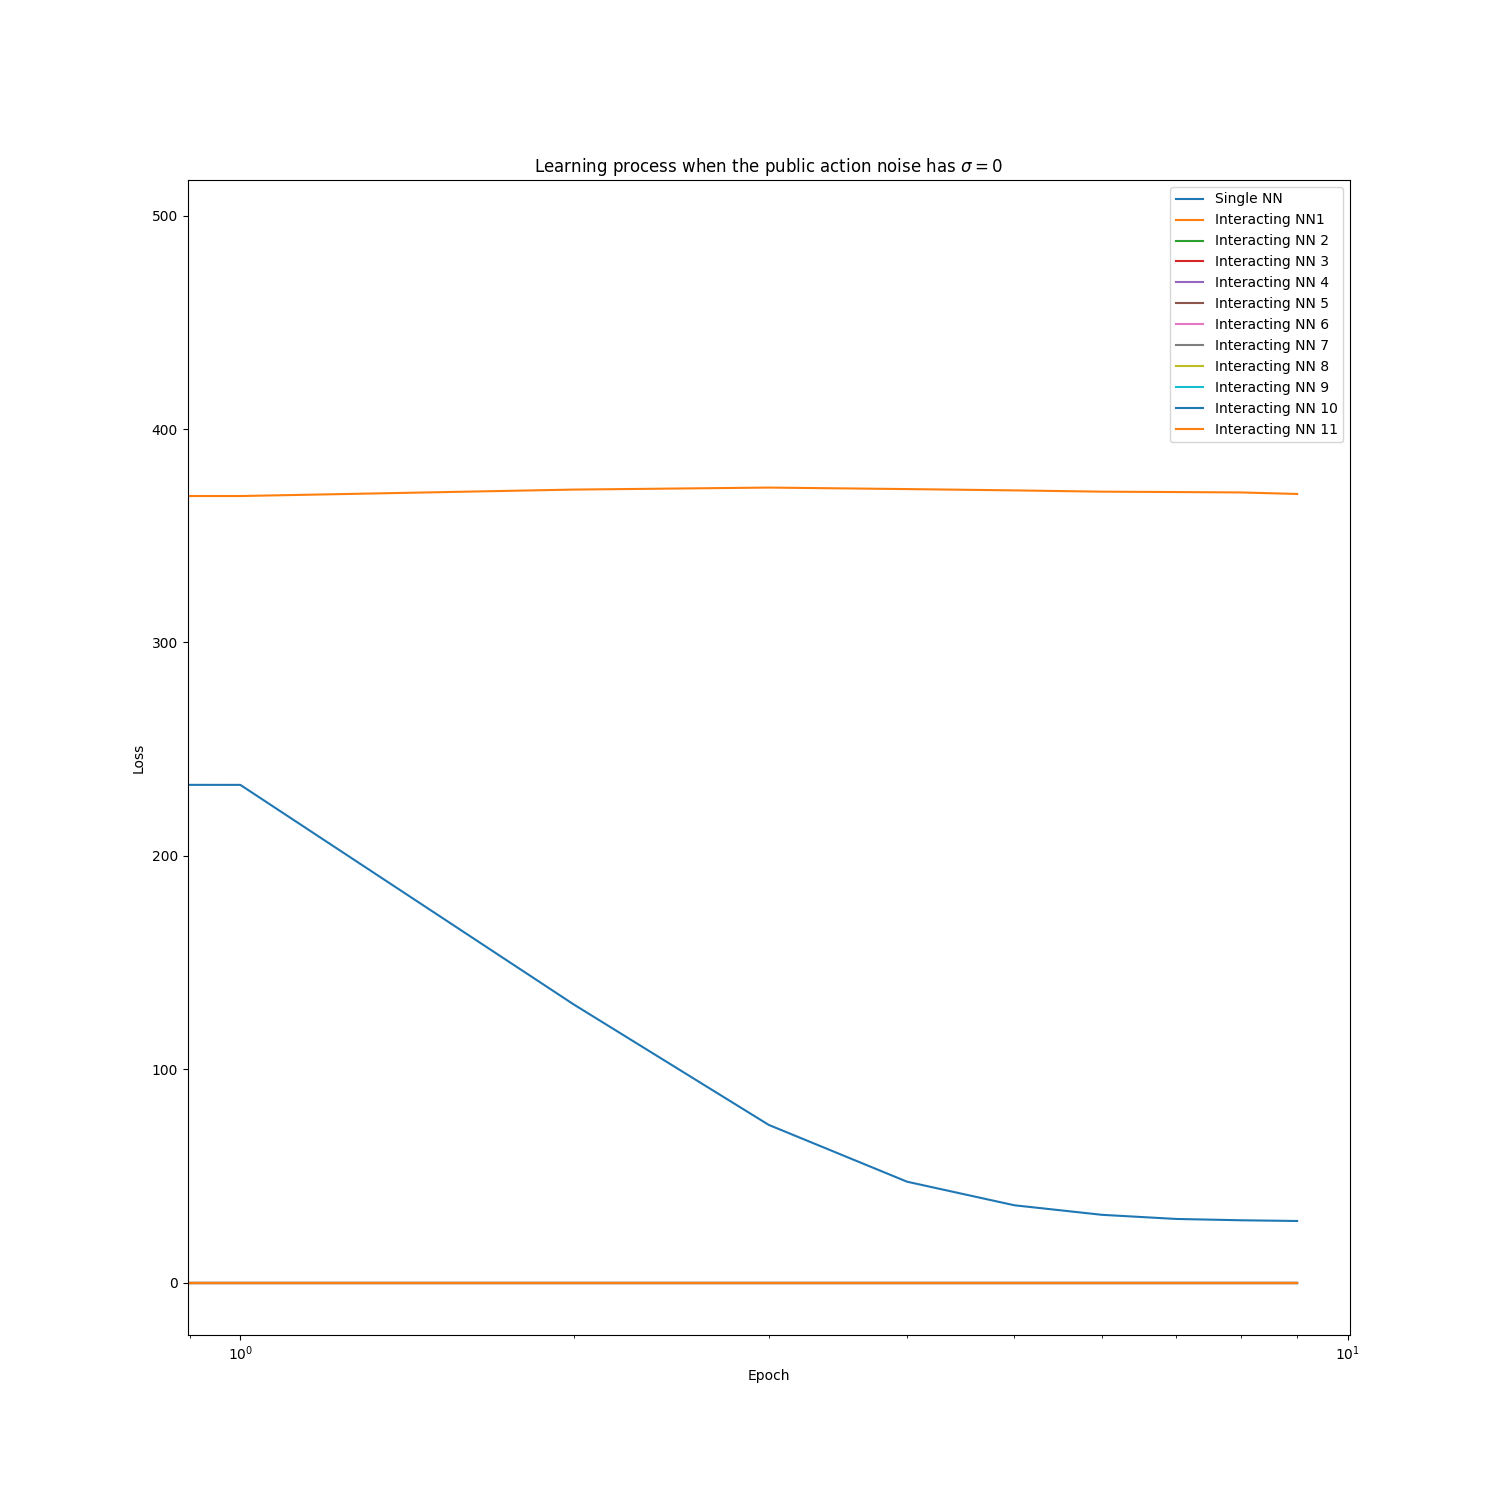 Learning process when the public action noise has σ = 0
Single NN
Interacting NN1
Interacting NN 2
Interacting NN 3
Interacting NN 4
Interacting NN 5
Interacting NN 6
Interacting NN 7
Interacting NN 8
Interacting NN 9
Interacting NN 10
Interacting NN 11
500
400
300
200
100
0
Loss
10⁰ 10¹
Epoch